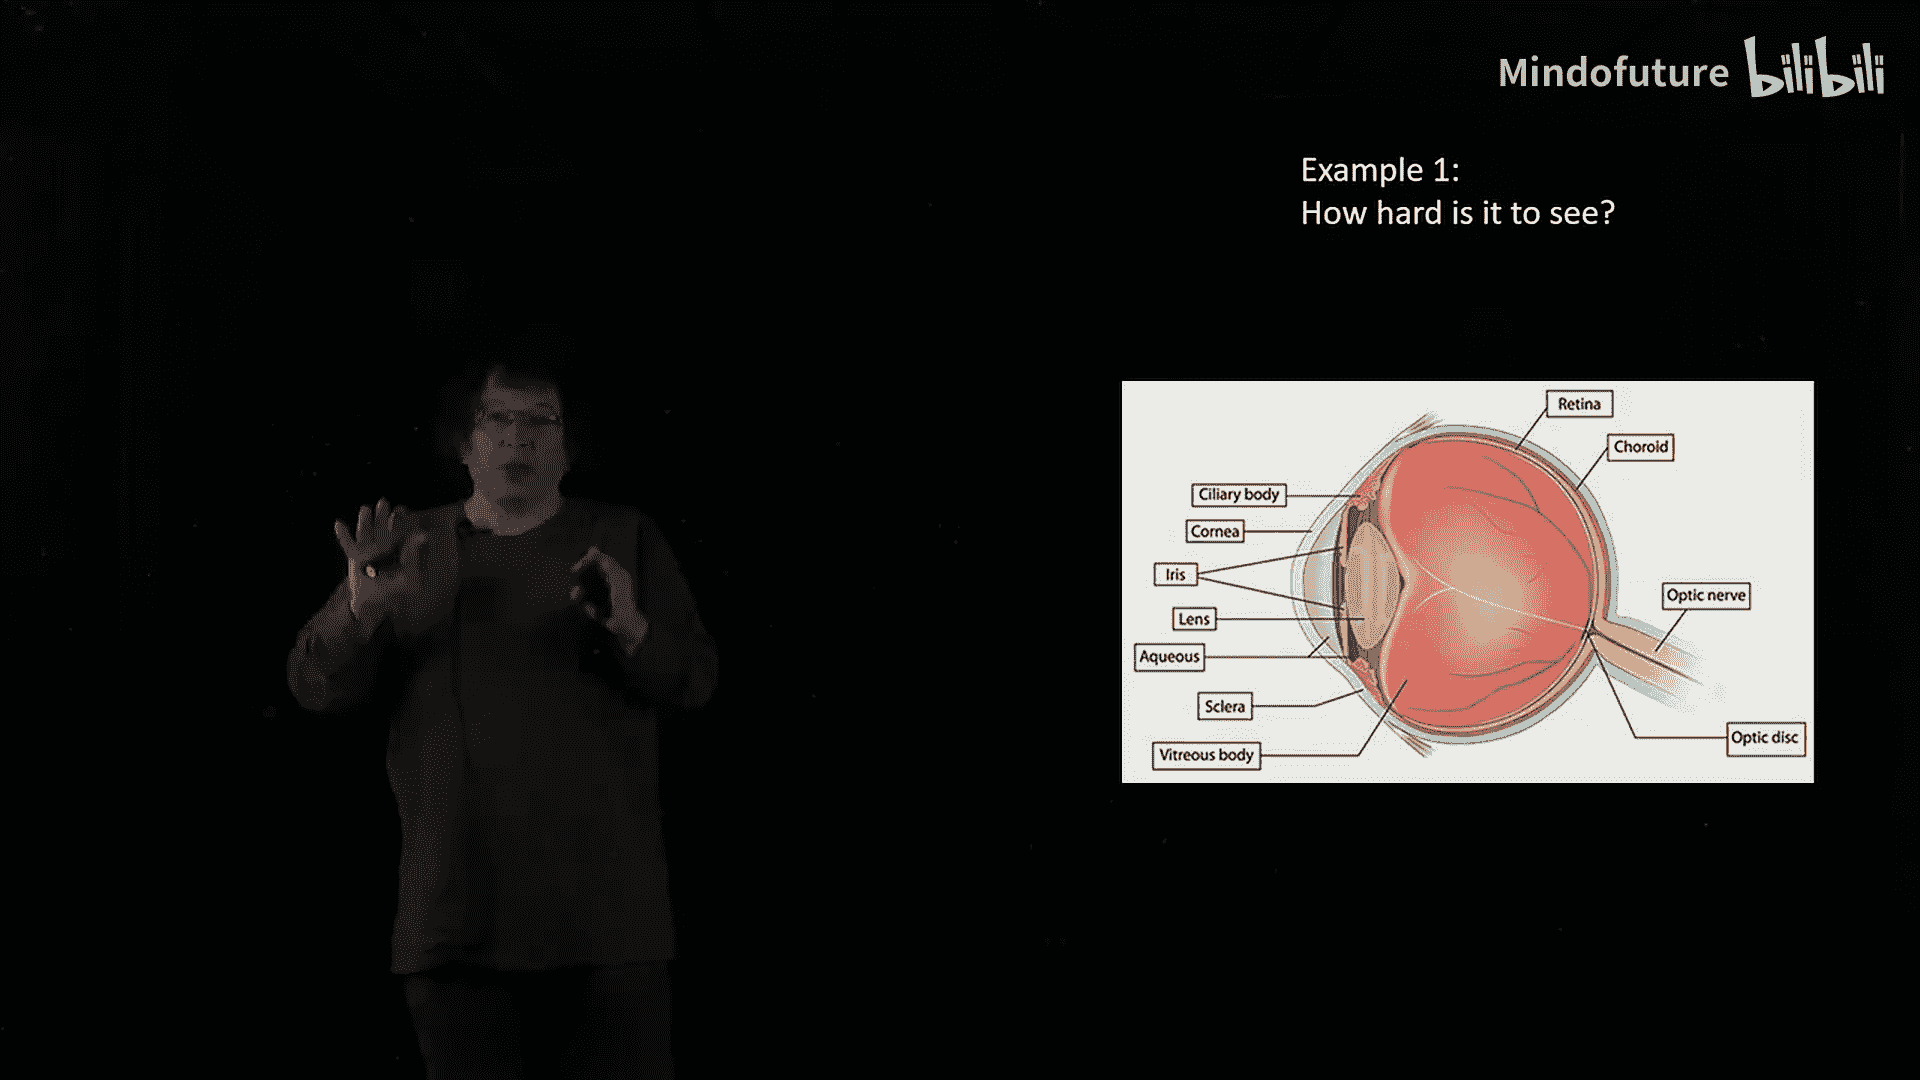 Mindofuture bilibili
Example 1:
How hard is it to see?
Retina
Choroid
Ciliary body
Cornea
Iris
Optic nerve
Lens
Aqueous
Sclera
Optic disc
Vitreous body